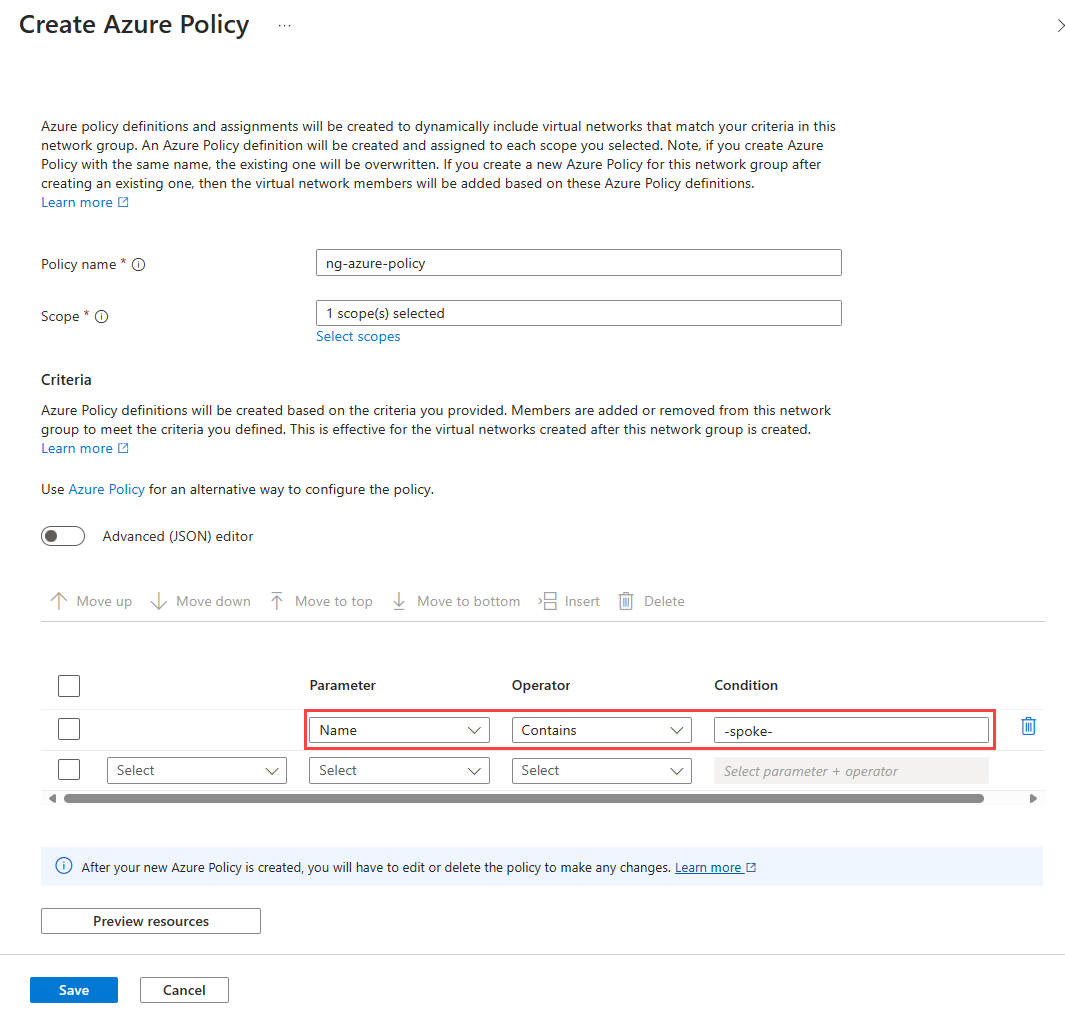 Create Azure Policy ...
Azure policy definitions and assignments will be created to dynamically include virtual networks that match your criteria in this
network group. An Azure Policy definition will be created and assigned to each scope you selected. Note, if you create Azure
Policy with the same name, the existing one will be overwritten. If you create a new Azure Policy for this network group after
creating an existing one, then the virtual network members will be added based on these Azure Policy definitions.
Learn more
Policy name * ng-azure-policy
Scope * 1 scope(s) selected
Select scopes
Criteria
Azure Policy definitions will be created based on the criteria you provided. Members are added or removed from this network
group to meet the criteria you defined. This is effective for the virtual networks created after this network group is created.
Learn more
Use Azure Policy for an alternative way to configure the policy.
Advanced (JSON) editor
Move up Move down Move to top Move to bottom Insert Delete
Parameter Operator Condition
Name Contains -spoke-
Select Select Select Select parameter + operator
After your new Azure Policy is created, you will have to edit or delete the policy to make any changes. Learn more
Preview resources
Save Cancel